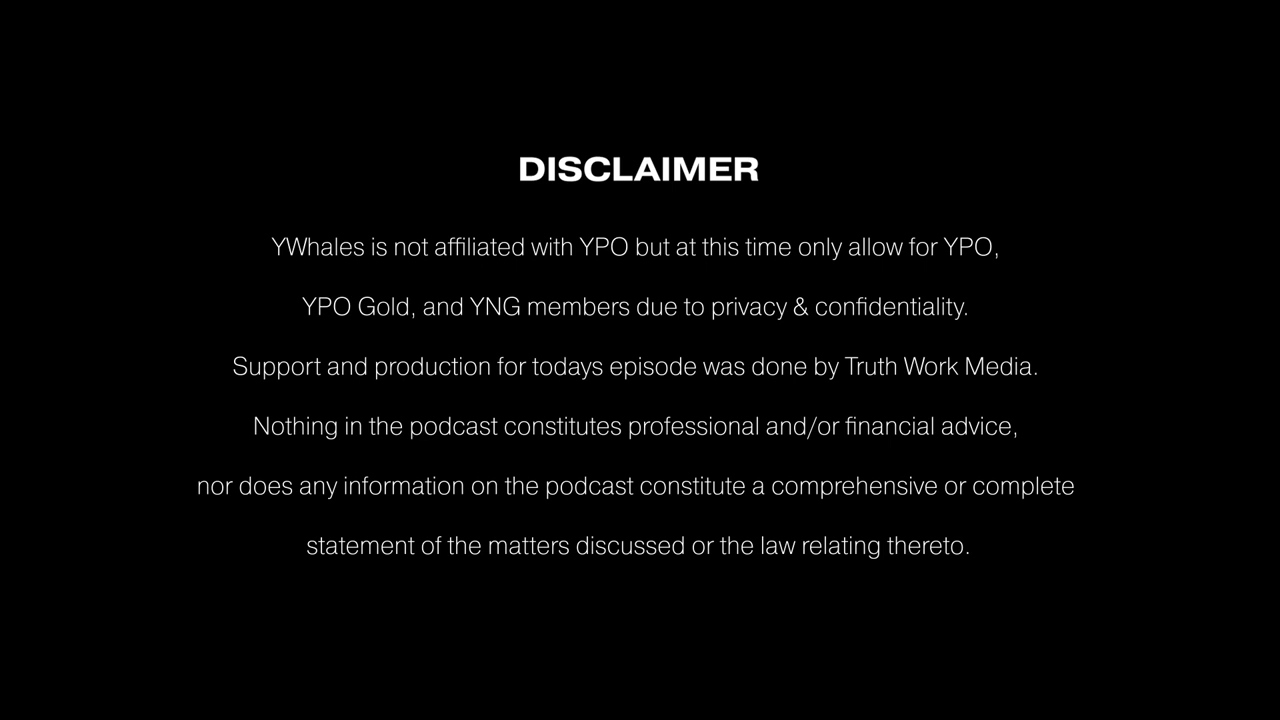 DISCLAIMER
YWhales is not affiliated with YPO but at this time only allow for YPO,
YPO Gold, and YNG members due to privacy & confidentiality.
Support and production for todays episode was done by Truth Work Media.
Nothing in the podcast constitutes professional and/or financial advice,
nor does any information on the podcast constitute a comprehensive or complete
statement of the matters discussed or the law relating thereto.